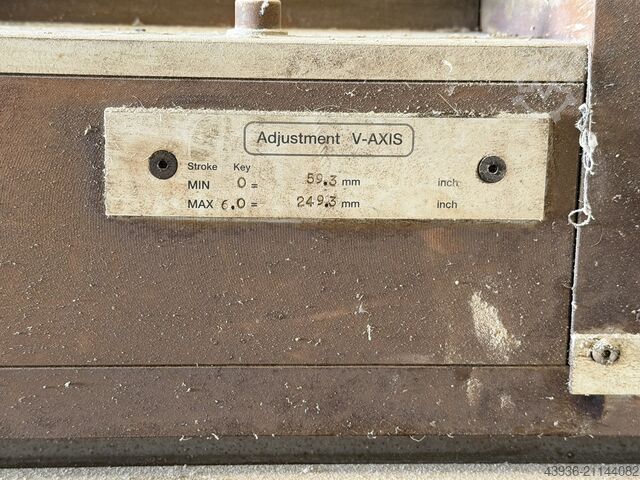 Adjustment V-AXIS
Stroke Key
MIN 0 = 59.3 mm inch
MAX 6.0 = 249.3 mm inch
43936-21144082